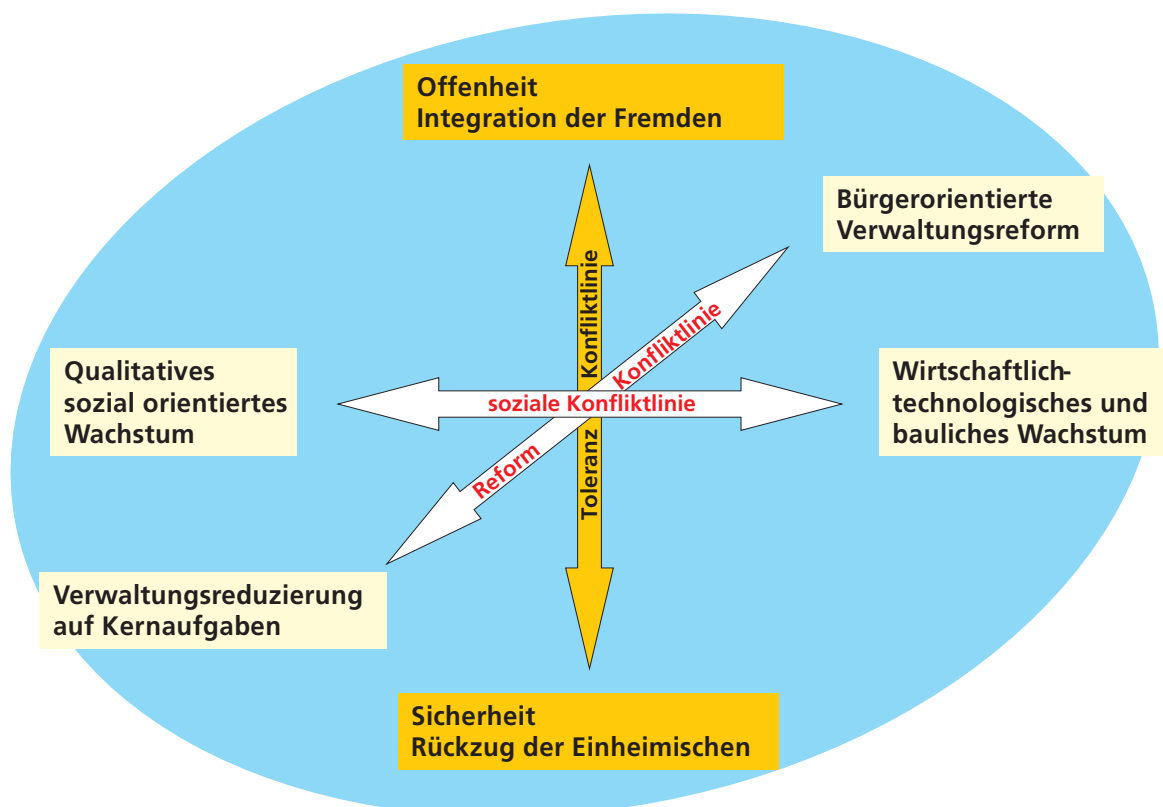 Offenheit
Integration der Fremden
Bürgerorientierte
Verwaltungsreform
Qualitatives
sozial orientiertes
Wachstum
Toleranz Konfliktlinie
Reform Konfliktlinie
soziale Konfliktlinie
Wirtschaftlich-
technologisches und
bauliches Wachstum
Verwaltungsreduzierung
auf Kernaufgaben
Sicherheit
Rückzug der Einheimischen